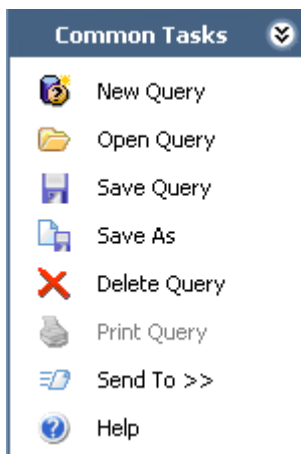 Common Tasks
New Query
Open Query
Save Query
Save As
Delete Query
Print Query
Send To >>
Help